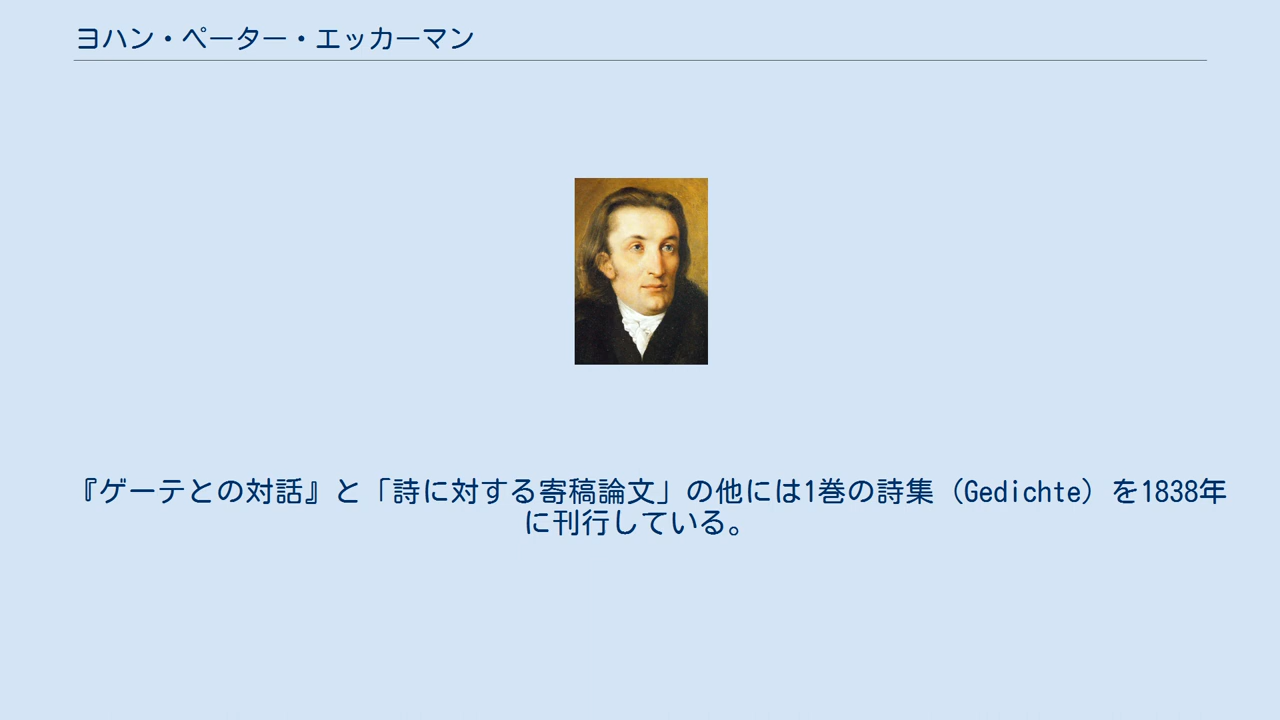 ヨハン・ペーター・エッカーマン
『ゲーテとの対話』と「詩に対する寄稿論文」の他には1巻の詩集（Gedichte）を1838年
に刊行している。